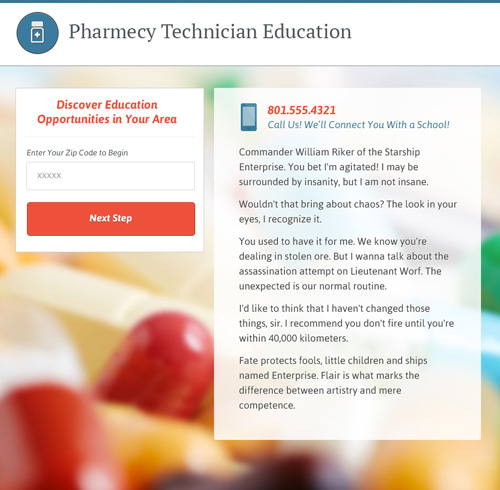 Pharmecy Technician Education
Discover Education
Opportunities in Your Area
Enter Your Zip Code to Begin
XXXXX
Next Step
801.555.4321
Call Us! We'll Connect You With a School!
Commander William Riker of the Starship
Enterprise. You bet I'm agitated! I may be
surrounded by insanity, but I am not insane.
Wouldn't that bring about chaos? The look in your
eyes, I recognize it.
You used to have it for me. We know you're
dealing in stolen ore. But I wanna talk about the
assassination attempt on Lieutenant Worf. The
unexpected is our normal routine.
I'd like to think that I haven't changed those
things, sir. I recommend you don't fire until you're
within 40,000 kilometers.
Fate protects fools, little children and ships
named Enterprise. Flair is what marks the
difference between artistry and mere
competence.